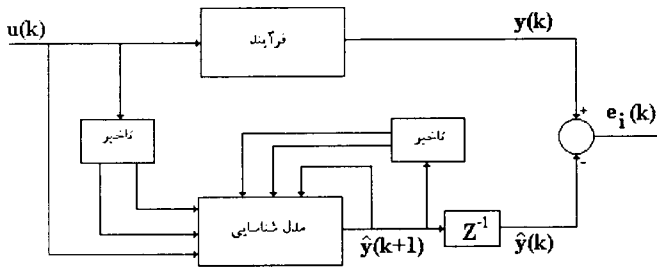 u(k)
فرآیند
y(k)
+
e_i(k)
-
تاخیر
تاخیر
مدل شناسایی
ŷ(k+1)
Z⁻¹
ŷ(k)